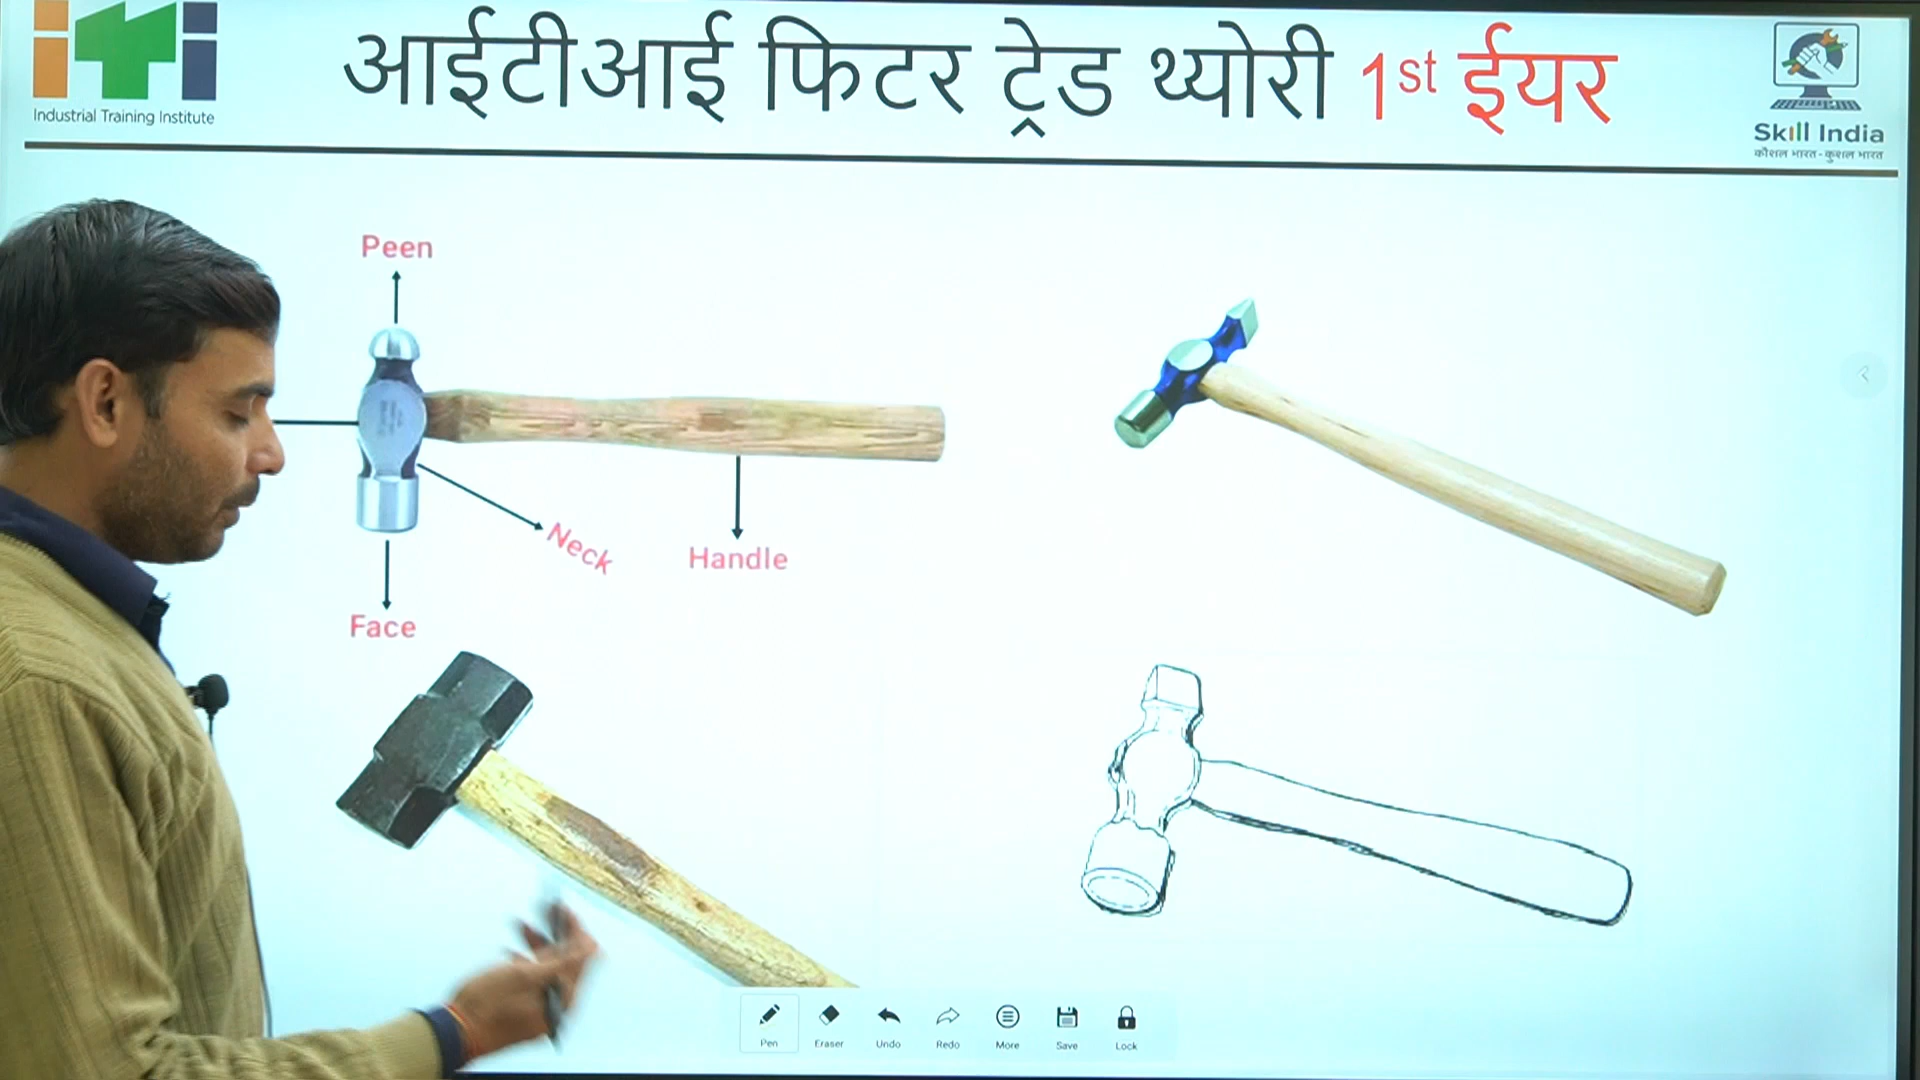 iTi
Industrial Training Institute
आईटीआई फिटर ट्रेड थ्योरी 1st ईयर
Skill India
कौशल भारत - कुशल भारत
Peen
Neck
Handle
Face
Pen
Eraser
Undo
Redo
More
Save
Lock